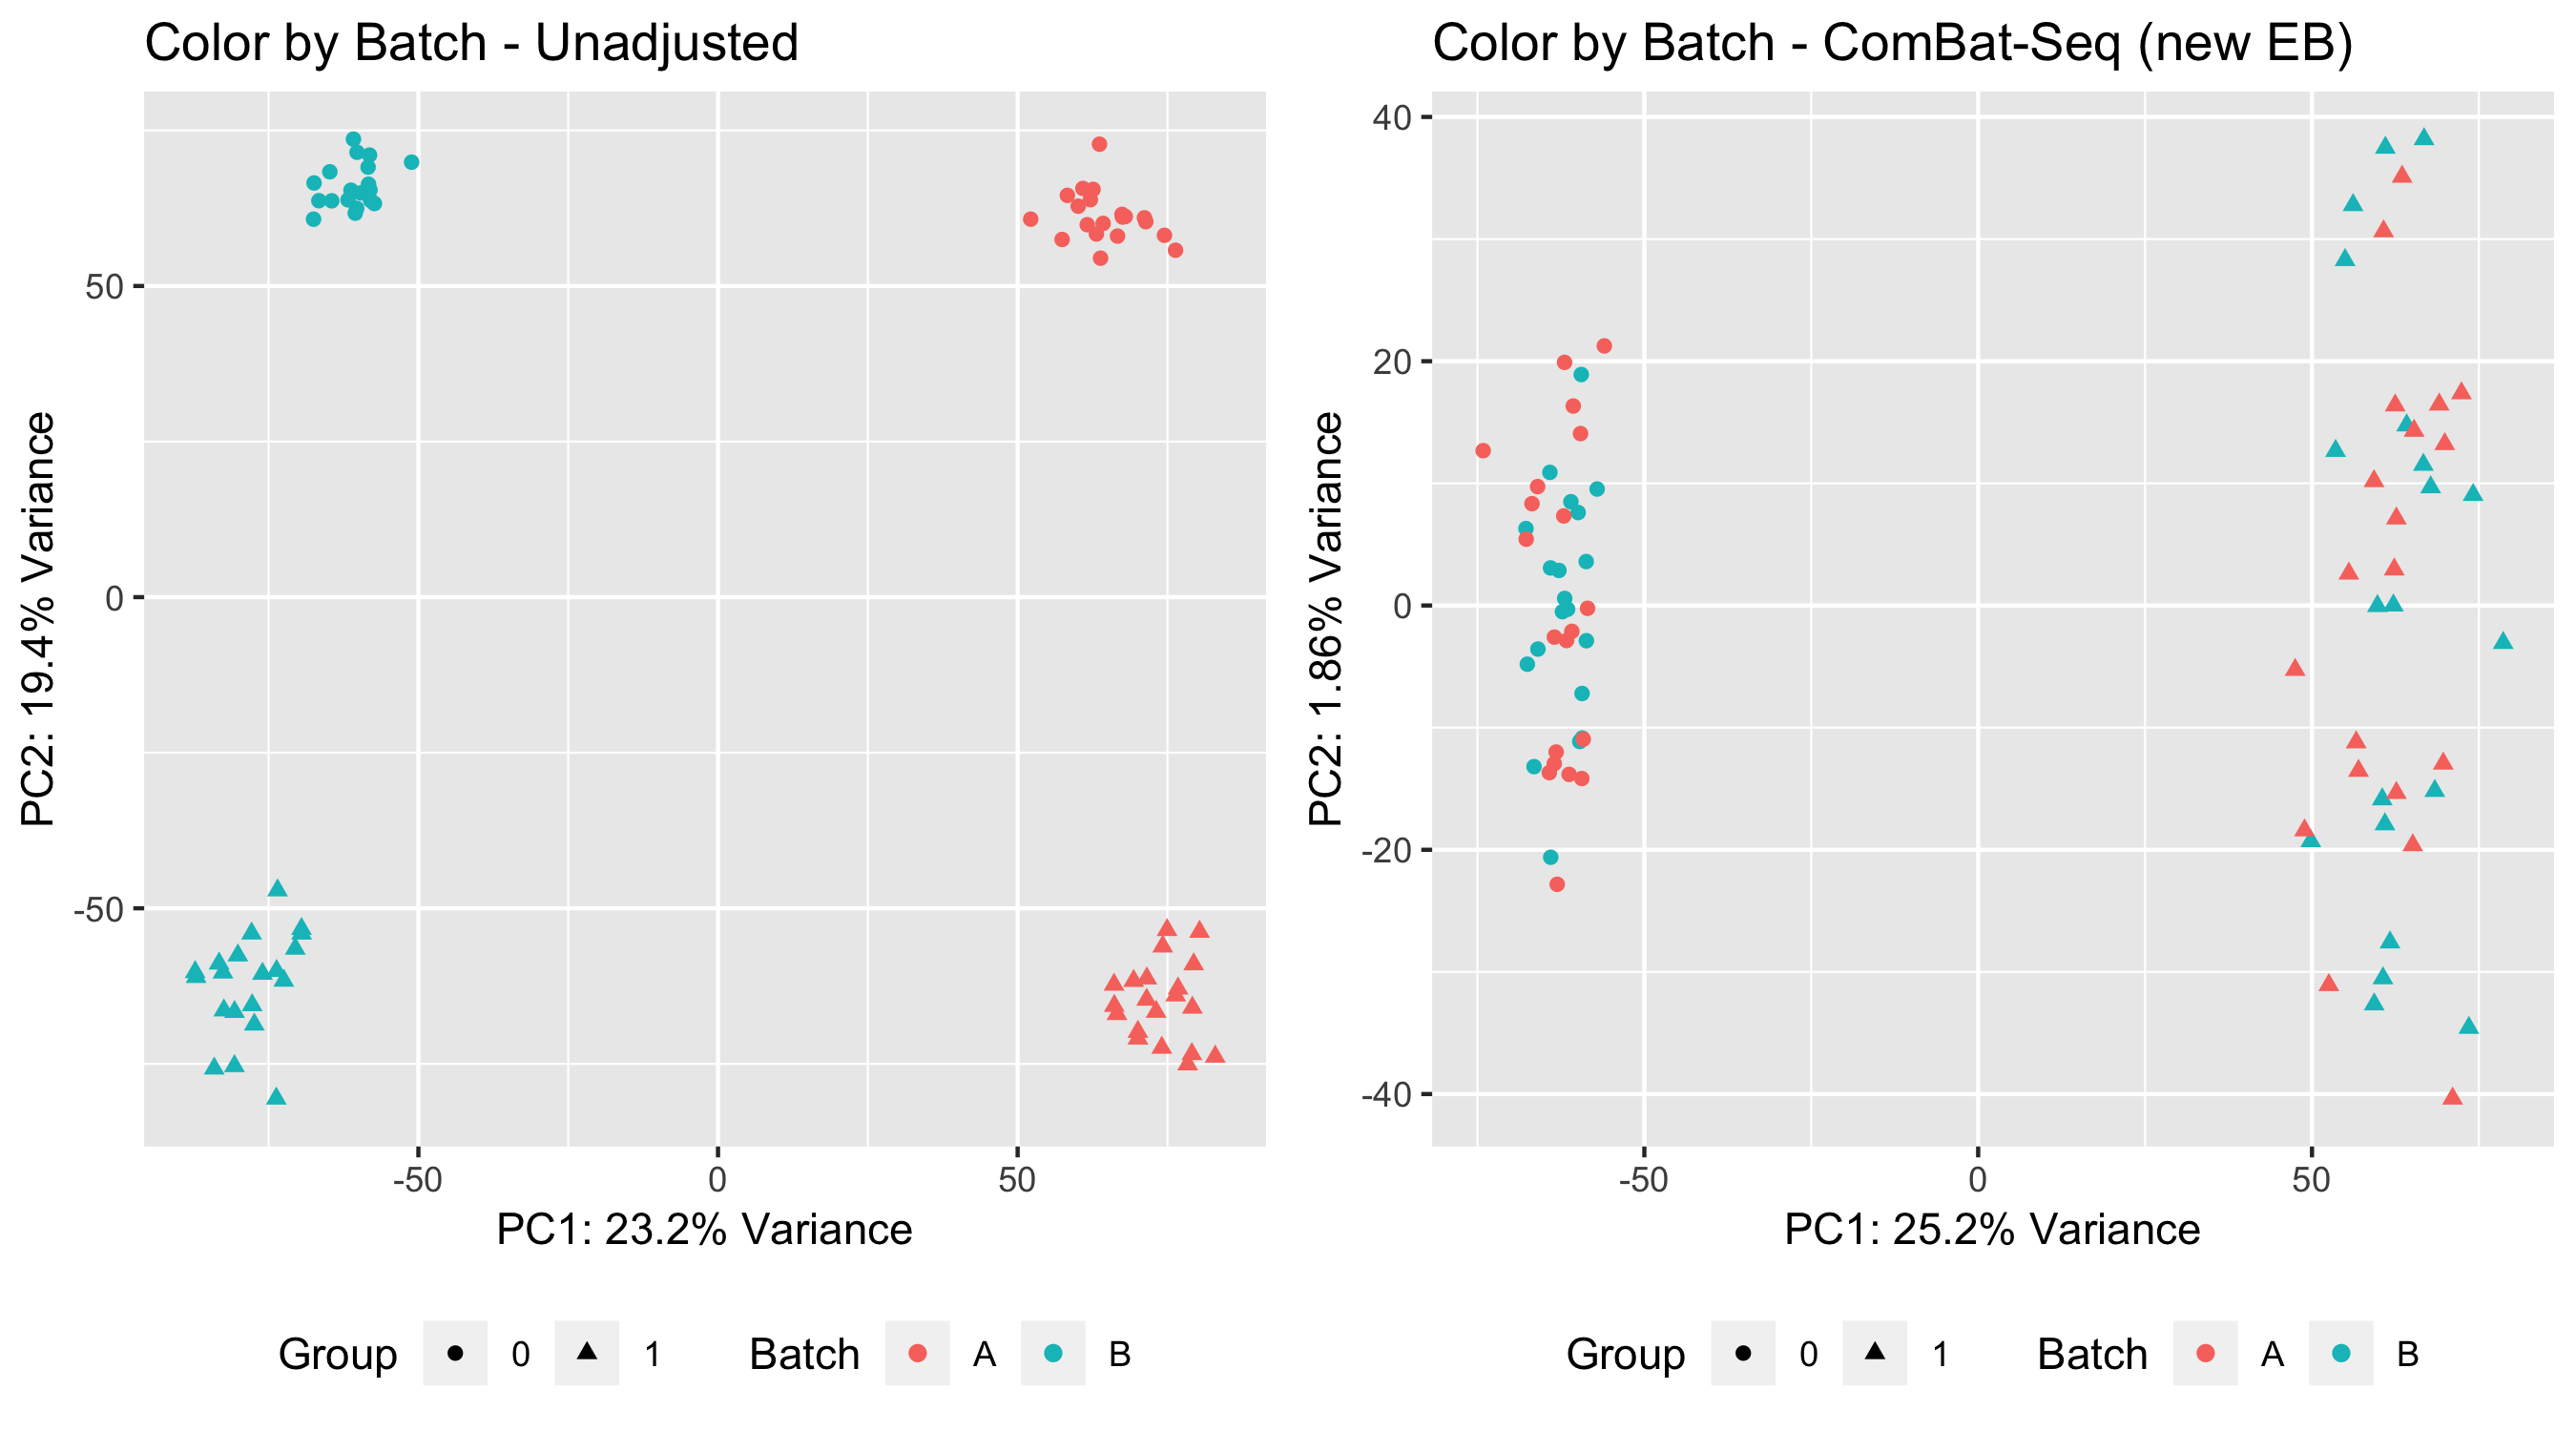 Color by Batch - Unadjusted
PC2: 19.4% Variance
50
0
-50
-50 0 50
PC1: 23.2% Variance
Group 0 1 Batch A B
Color by Batch - ComBat-Seq (new EB)
PC2: 1.86% Variance
40
20
0
-20
-40
-50 0 50
PC1: 25.2% Variance
Group 0 1 Batch A B